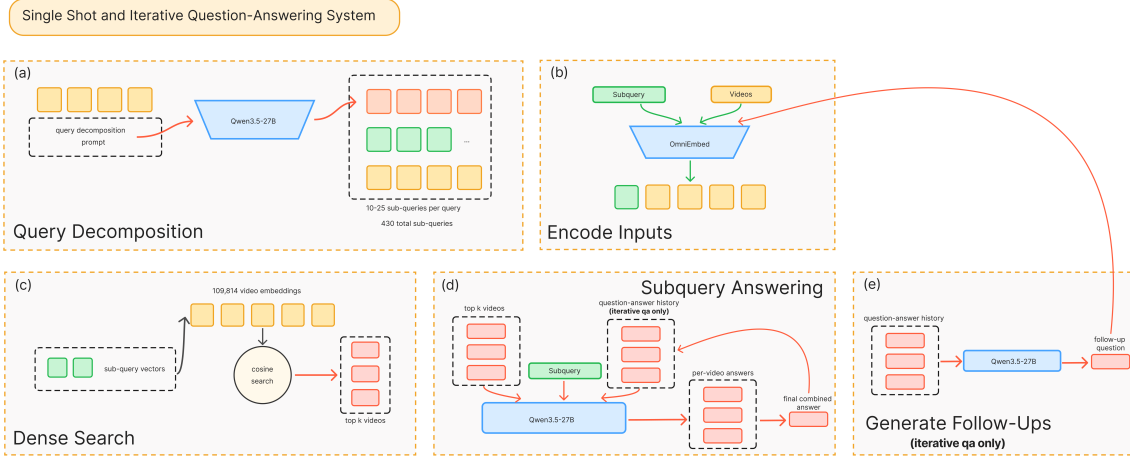 Single Shot and Iterative Question-Answering System
(a)
query decomposition
prompt
Qwen3.5-27B
...
10-25 sub-queries per query
430 total sub-queries
Query Decomposition
(b)
Subquery
Videos
OmniEmbed
Encode Inputs
(c)
109,814 video embeddings
sub-query vectors
cosine
search
top k videos
Dense Search
(d)
Subquery Answering
top k videos
question-answer history
(iterative qa only)
Subquery
per-video answers
final combined
answer
Qwen3.5-27B
(e)
question-answer history
follow-up
question
Qwen3.5-27B
Generate Follow-Ups
(iterative qa only)